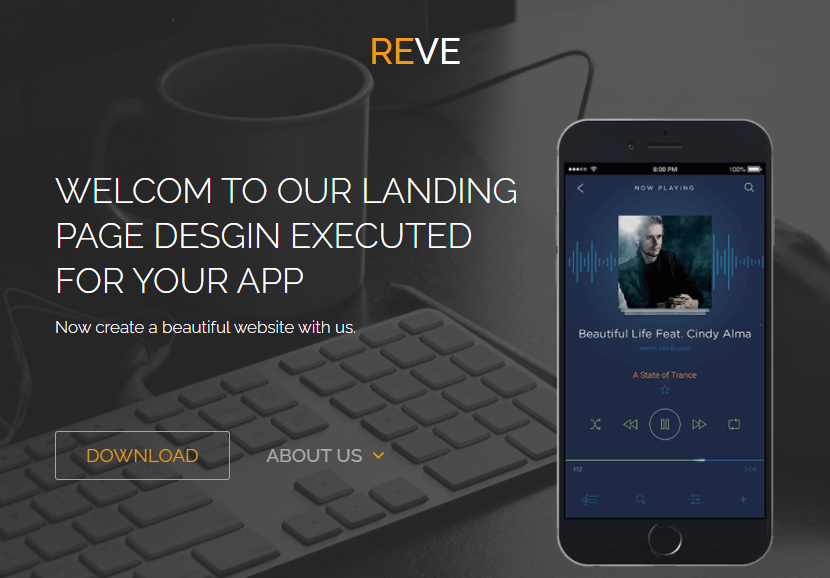 REVE
WELCOM TO OUR LANDING
PAGE DESGIN EXECUTED
FOR YOUR APP
Now create a beautiful website with us.
DOWNLOAD
ABOUT US
8:00 PM
100%
NOW PLAYING
Beautiful Life Feat. Cindy Alma
Armin Van Buuren
A State of Trance
1:12